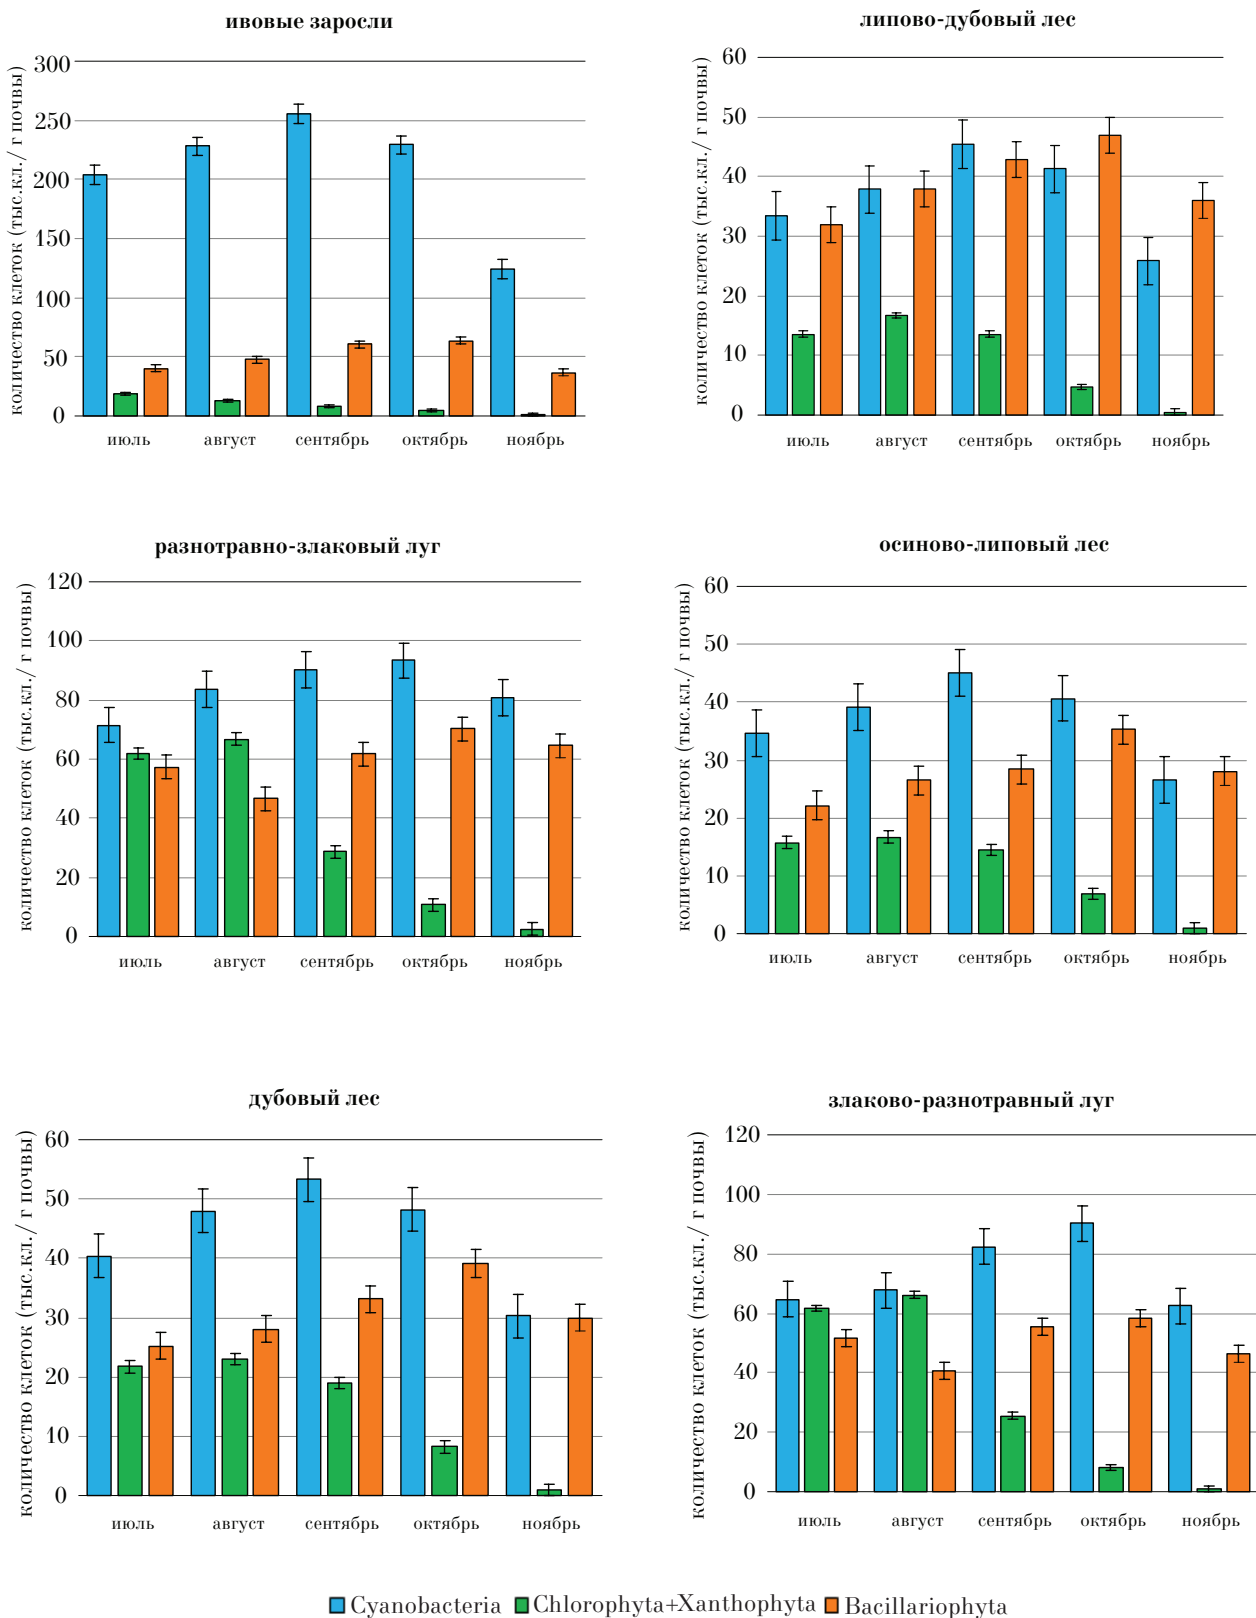 ивовые заросли
количество клеток (тыс.кл./ г почвы)
300
250
200
150
100
50
0
июль август сентябрь октябрь ноябрь
липово-дубовый лес
количество клеток (тыс.кл./ г почвы)
60
50
40
30
20
10
0
июль август сентябрь октябрь ноябрь
разнотравно-злаковый луг
количество клеток (тыс.кл./ г почвы)
120
100
80
60
40
20
0
июль август сентябрь октябрь ноябрь
осиново-липовый лес
количество клеток (тыс.кл./ г почвы)
60
50
40
30
20
10
0
июль август сентябрь октябрь ноябрь
дубовый лес
количество клеток (тыс.кл./ г почвы)
60
50
40
30
20
10
0
июль август сентябрь октябрь ноябрь
злаково-разнотравный луг
количество клеток (тыс.кл./ г почвы)
120
100
80
60
40
20
0
июль август сентябрь октябрь ноябрь
Cyanobacteria Chlorophyta+Xanthophyta Bacillariophyta